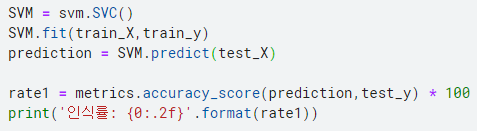 SVM = svm.SVC()
SVM.fit(train_X,train_y)
prediction = SVM.predict(test_X)
rate1 = metrics.accuracy_score(prediction,test_y) * 100
print('인식률: {0:.2f}'.format(rate1))